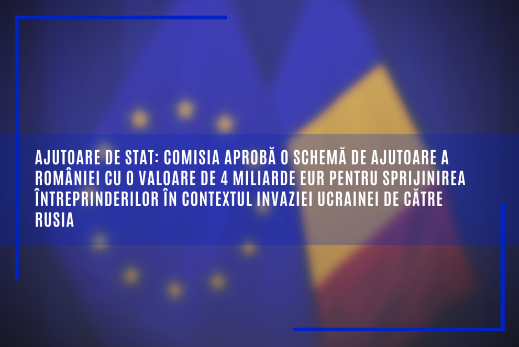 AJUTOARE DE STAT: COMISIA APROBĂ O SCHEMĂ DE AJUTOARE A
ROMÂNIEI CU O VALOARE DE 4 MILIARDE EUR PENTRU SPRIJINIREA
ÎNTREPRINDERILOR ÎN CONTEXTUL INVAZIEI UCRAINEI DE CĂTRE
RUSIA